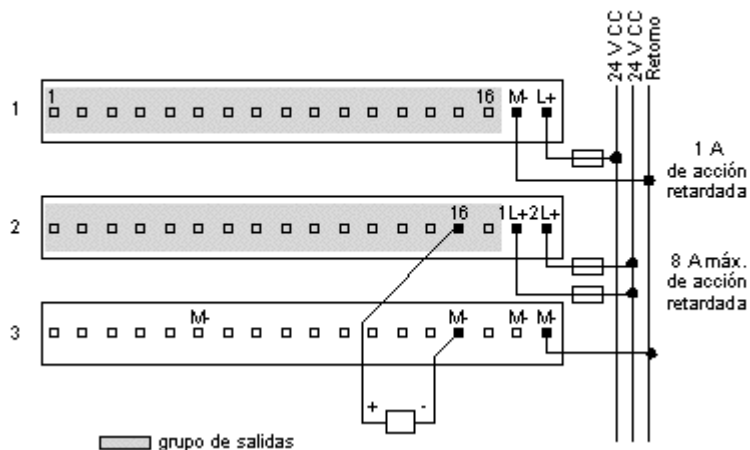 24 V CC
24 V CC
Retorno
1
1
16
M-
L+
1 A
de acción
retardada
2
16
1L+
2L+
8 A máx.
de acción
retardada
3
M-
M-
M-
M-
+
-
grupo de salidas